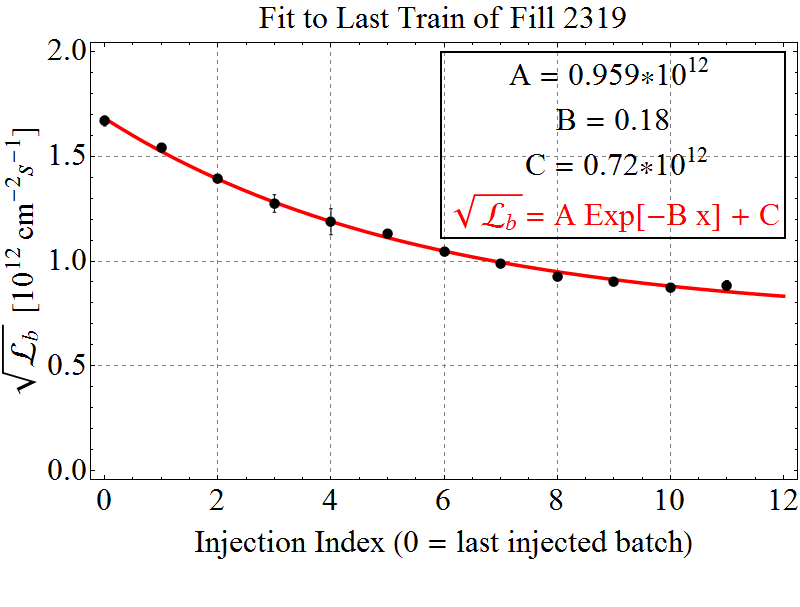 Fit to Last Train of Fill 2319
A = 0.959*10^12
B = 0.18
C = 0.72*10^12
√ℒ_b = A Exp[−B x] + C
√ℒ_b [10^12 cm^−2 s^−1]
2.0
1.5
1.0
0.5
0.0
0 2 4 6 8 10 12
Injection Index (0 = last injected batch)